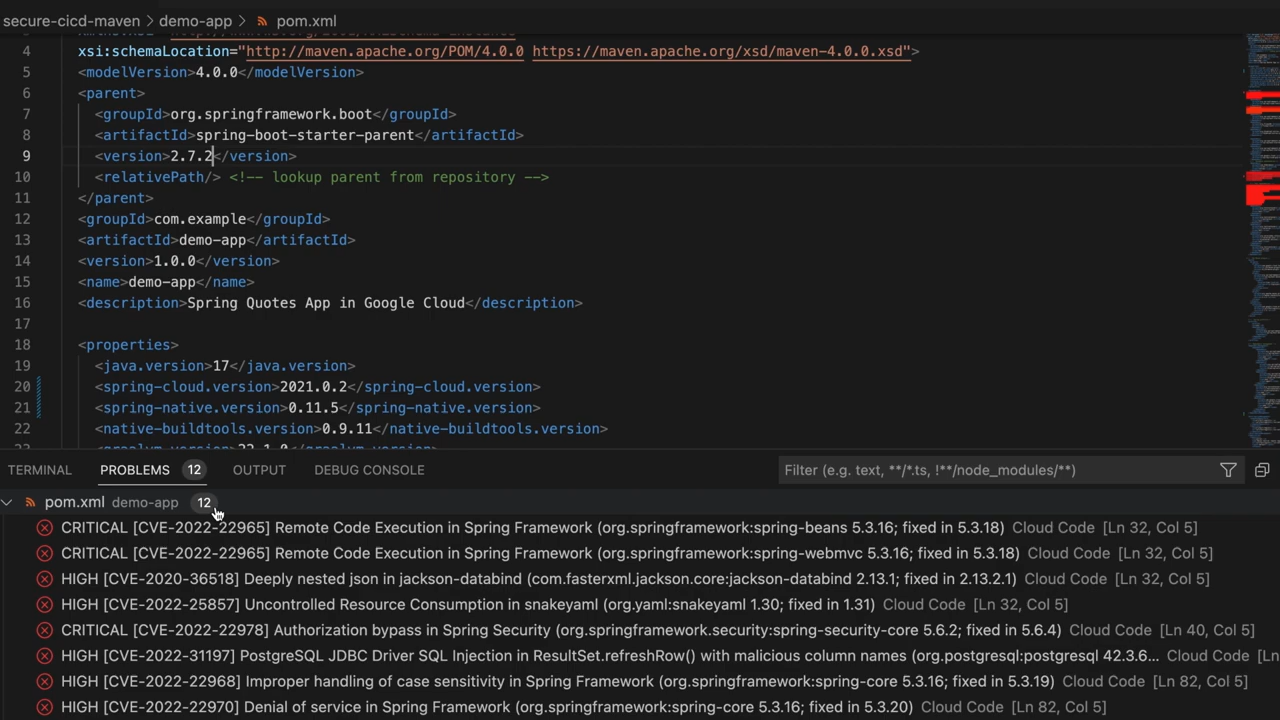 secure-cicd-maven > demo-app > pom.xml
4 xsi:schemaLocation="http://maven.apache.org/POM/4.0.0 https://maven.apache.org/xsd/maven-4.0.0.xsd">
5 <modelVersion>4.0.0</modelVersion>
6 <parent>
7 <groupId>org.springframework.boot</groupId>
8 <artifactId>spring-boot-starter-parent</artifactId>
9 <version>2.7.2</version>
10 <relativePath/> <!-- lookup parent from repository -->
11 </parent>
12 <groupId>com.example</groupId>
13 <artifactId>demo-app</artifactId>
14 <version>1.0.0</version>
15 <name>demo-app</name>
16 <description>Spring Quotes App in Google Cloud</description>
17
18 <properties>
19 <java.version>17</java.version>
20 <spring-cloud.version>2021.0.2</spring-cloud.version>
21 <spring-native.version>0.11.5</spring-native.version>
22 <native-buildtools.version>0.9.11</native-buildtools.version>
TERMINAL PROBLEMS 12 OUTPUT DEBUG CONSOLE Filter (e.g. text, **/*.ts, !**/node_modules/**)
pom.xml demo-app 12
CRITICAL [CVE-2022-22965] Remote Code Execution in Spring Framework (org.springframework:spring-beans 5.3.16; fixed in 5.3.18) Cloud Code [Ln 32, Col 5]
CRITICAL [CVE-2022-22965] Remote Code Execution in Spring Framework (org.springframework:spring-webmvc 5.3.16; fixed in 5.3.18) Cloud Code [Ln 32, Col 5]
HIGH [CVE-2020-36518] Deeply nested json in jackson-databind (com.fasterxml.jackson.core:jackson-databind 2.13.1; fixed in 2.13.2.1) Cloud Code [Ln 32, Col 5]
HIGH [CVE-2022-25857] Uncontrolled Resource Consumption in snakeyaml (org.yaml:snakeyaml 1.30; fixed in 1.31) Cloud Code [Ln 32, Col 5]
CRITICAL [CVE-2022-22978] Authorization bypass in Spring Security (org.springframework.security:spring-security-core 5.6.2; fixed in 5.6.4) Cloud Code [Ln 40, Col 5]
HIGH [CVE-2022-31197] PostgreSQL JDBC Driver SQL Injection in ResultSet.refreshRow() with malicious column names (org.postgresql:postgresql 42.3.6... Cloud Code [Ln
HIGH [CVE-2022-22968] Improper handling of case sensitivity in Spring Framework (org.springframework:spring-core 5.3.16; fixed in 5.3.19) Cloud Code [Ln 82, Col 5]
HIGH [CVE-2022-22970] Denial of service in Spring Framework (org.springframework:spring-core 5.3.16; fixed in 5.3.20) Cloud Code [Ln 82, Col 5]